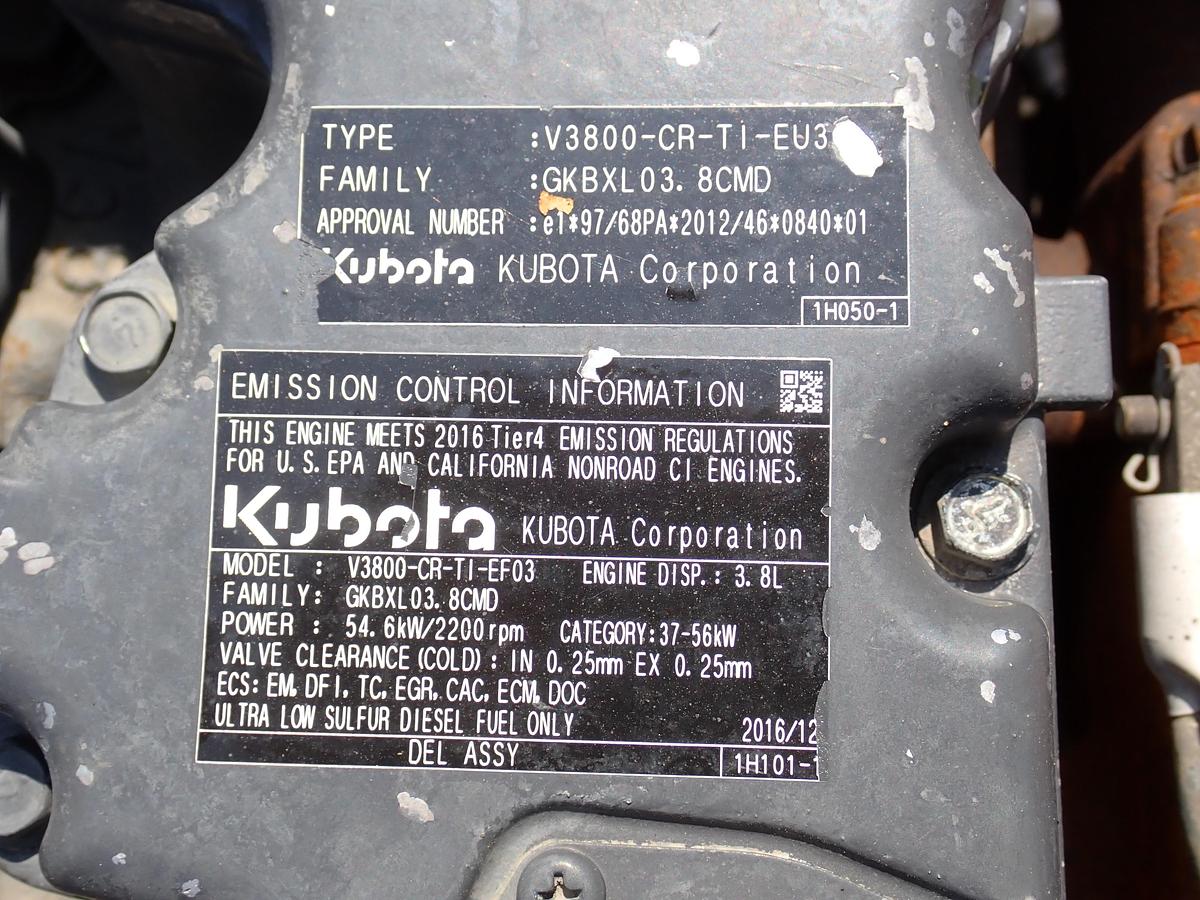 TYPE :V3800-CR-TI-EU3
FAMILY :GKBXL03.8CMD
APPROVAL NUMBER :e1*97/68PA*2012/46*0840*01
Kubota KUBOTA Corporation
1H050-1
EMISSION CONTROL INFORMATION
THIS ENGINE MEETS 2016 Tier4 EMISSION REGULATIONS
FOR U.S. EPA AND CALIFORNIA NONROAD CI ENGINES.
Kubota KUBOTA Corporation
MODEL : V3800-CR-TI-EF03 ENGINE DISP.: 3.8L
FAMILY: GKBXL03.8CMD
POWER : 54.6kW/2200rpm CATEGORY:37-56kW
VALVE CLEARANCE(COLD): IN 0.25mm EX 0.25mm
ECS: EM, DFI, TC, EGR, CAC, ECM, DOC
ULTRA LOW SULFUR DIESEL FUEL ONLY 2016/12
DEL ASSY 1H101-1